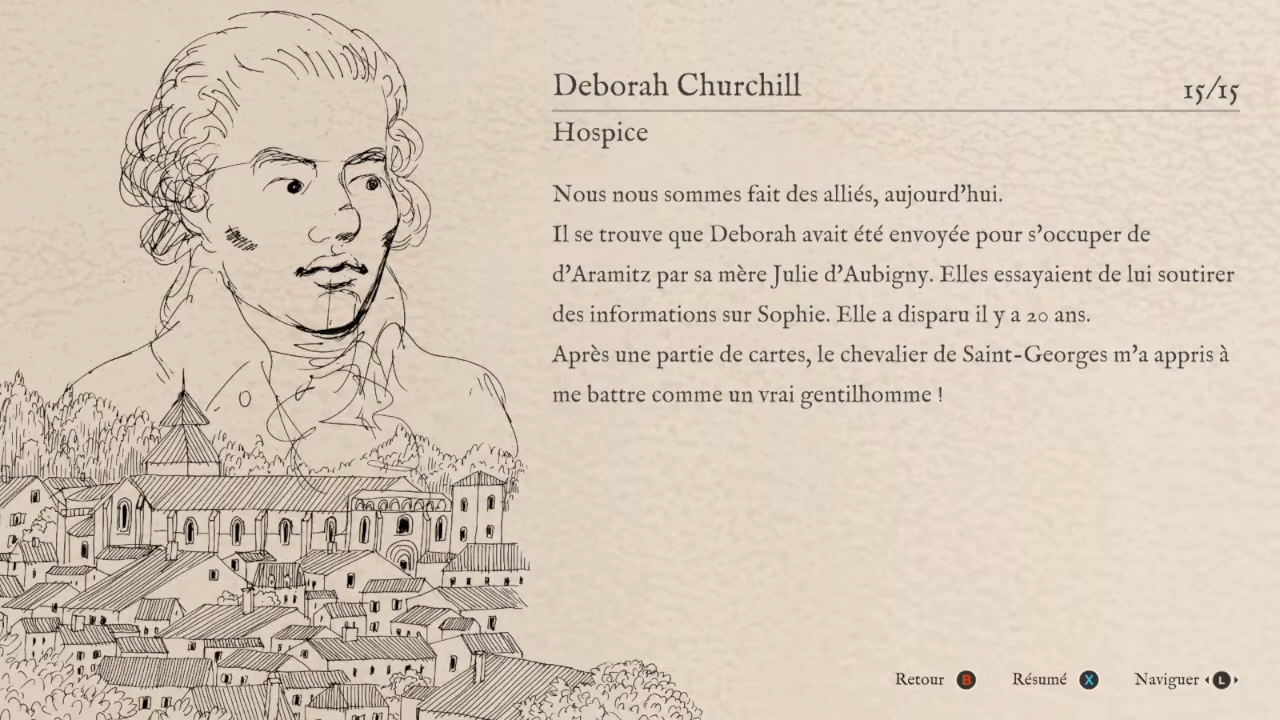 Deborah Churchill 15/15
Hospice
Nous nous sommes fait des alliés, aujourd'hui.
Il se trouve que Deborah avait été envoyée pour s'occuper de
d'Aramitz par sa mère Julie d'Aubigny. Elles essayaient de lui soutirer
des informations sur Sophie. Elle a disparu il y a 20 ans.
Après une partie de cartes, le chevalier de Saint-Georges m'a appris à
me battre comme un vrai gentilhomme !
Retour B Résumé X Naviguer L